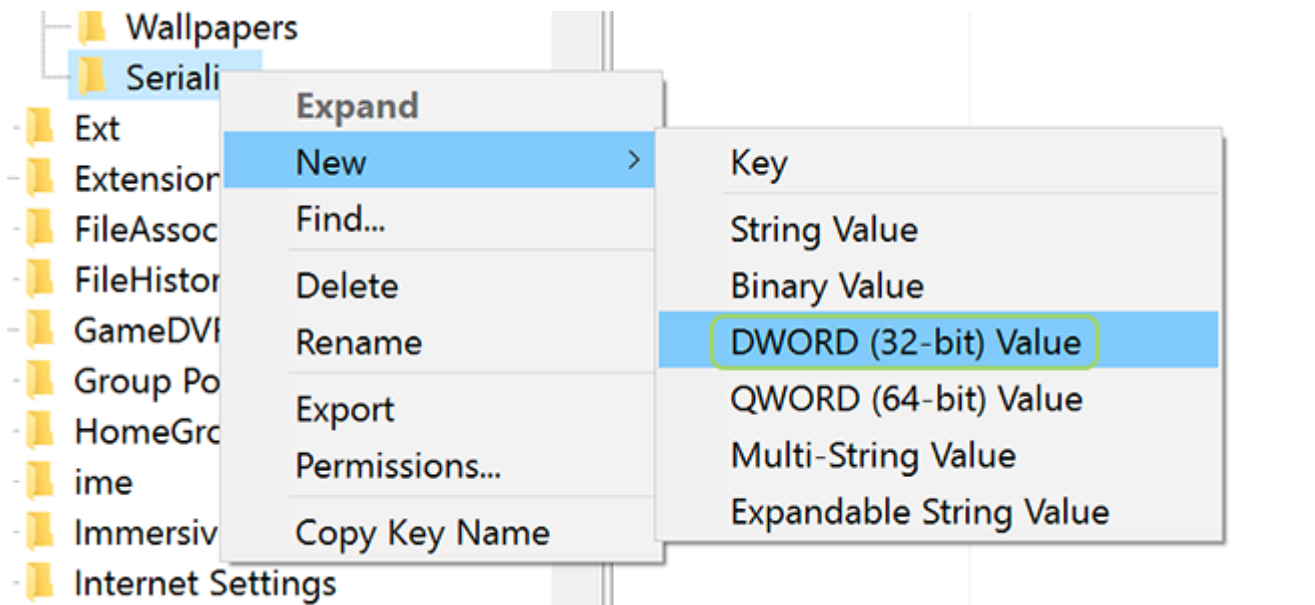 Wallpapers
Seriali
Ext
Extension
FileAssoc
FileHistor
GameDVR
Group Po
HomeGro
ime
Immersiv
Internet Settings
Expand
New
Find...
Delete
Rename
Export
Permissions...
Copy Key Name
Key
String Value
Binary Value
DWORD (32-bit) Value
QWORD (64-bit) Value
Multi-String Value
Expandable String Value